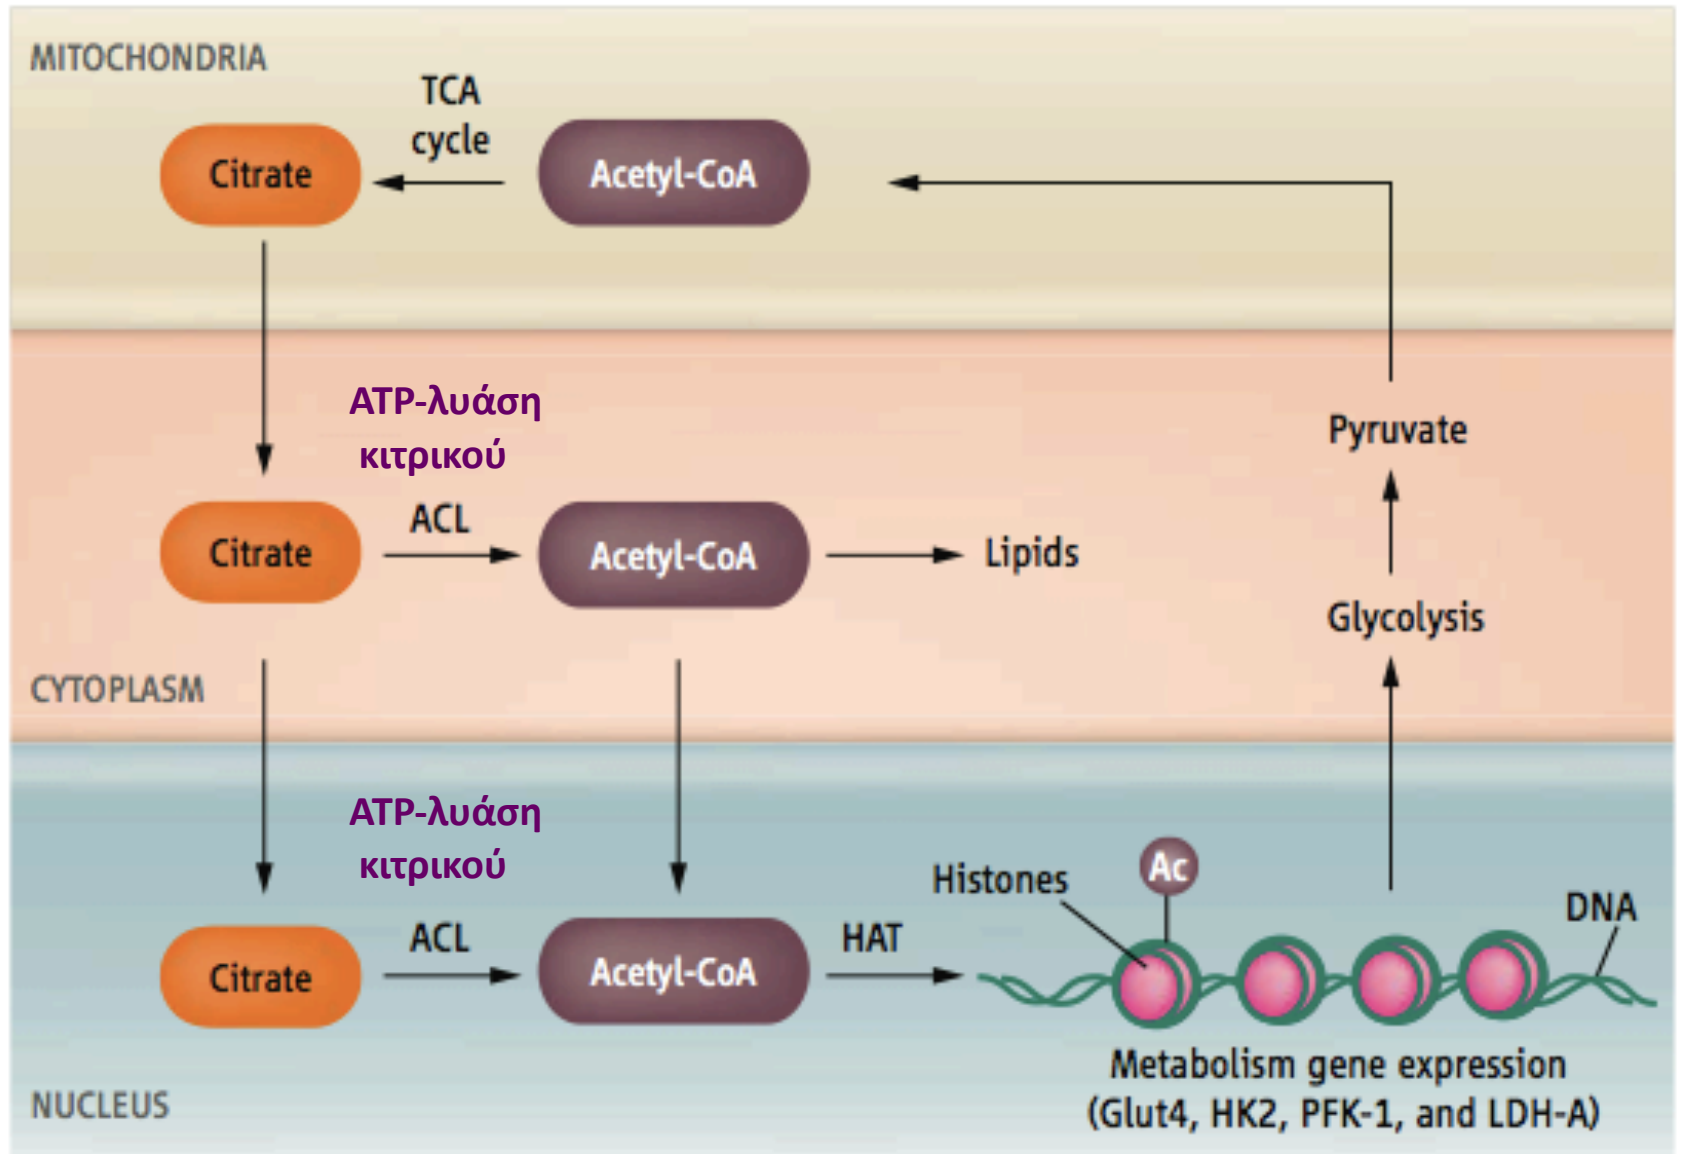 MITOCHONDRIA
TCA
cycle
Citrate
Acetyl-CoA
ATP-λυάση
κιτρικού
Pyruvate
Citrate
ACL
Acetyl-CoA
Lipids
Glycolysis
CYTOPLASM
ATP-λυάση
κιτρικού
Histones
Ac
DNA
Citrate
ACL
Acetyl-CoA
HAT
Metabolism gene expression
(Glut4, HK2, PFK-1, and LDH-A)
NUCLEUS